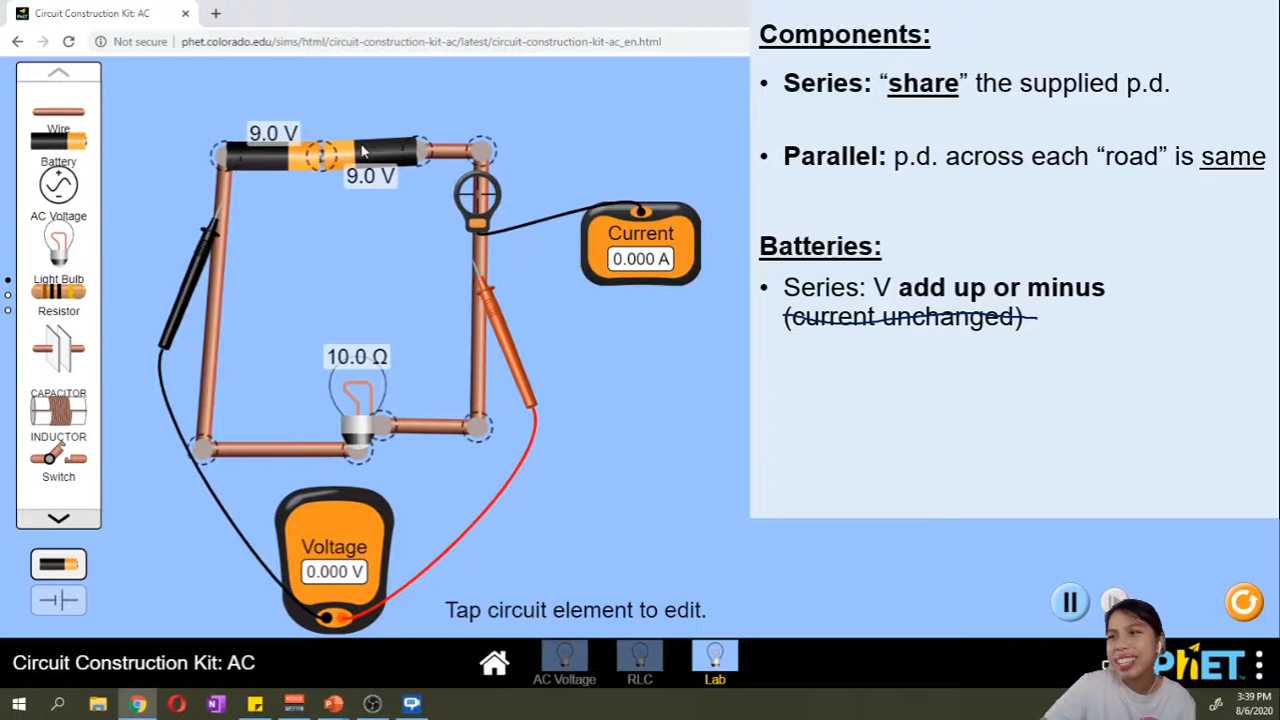 Circuit Construction Kit: AC
Not secure
phet.colorado.edu/sims/html/circuit-construction-kit-ac/latest/circuit-construction-kit-ac_en.html
Wire
Battery
AC Voltage
Light Bulb
Resistor
CAPACITOR
INDUCTOR
Switch
9.0 V
9.0 V
Current
0.000 A
10.0 Ω
Voltage
0.000 V
Tap circuit element to edit.
Components:
• Series: “share” the supplied p.d.
• Parallel: p.d. across each “road” is same
Batteries:
• Series: V add up or minus
(current unchanged)
Circuit Construction Kit: AC
AC Voltage
RLC
Lab
PhET
3:39 PM
8/6/2020